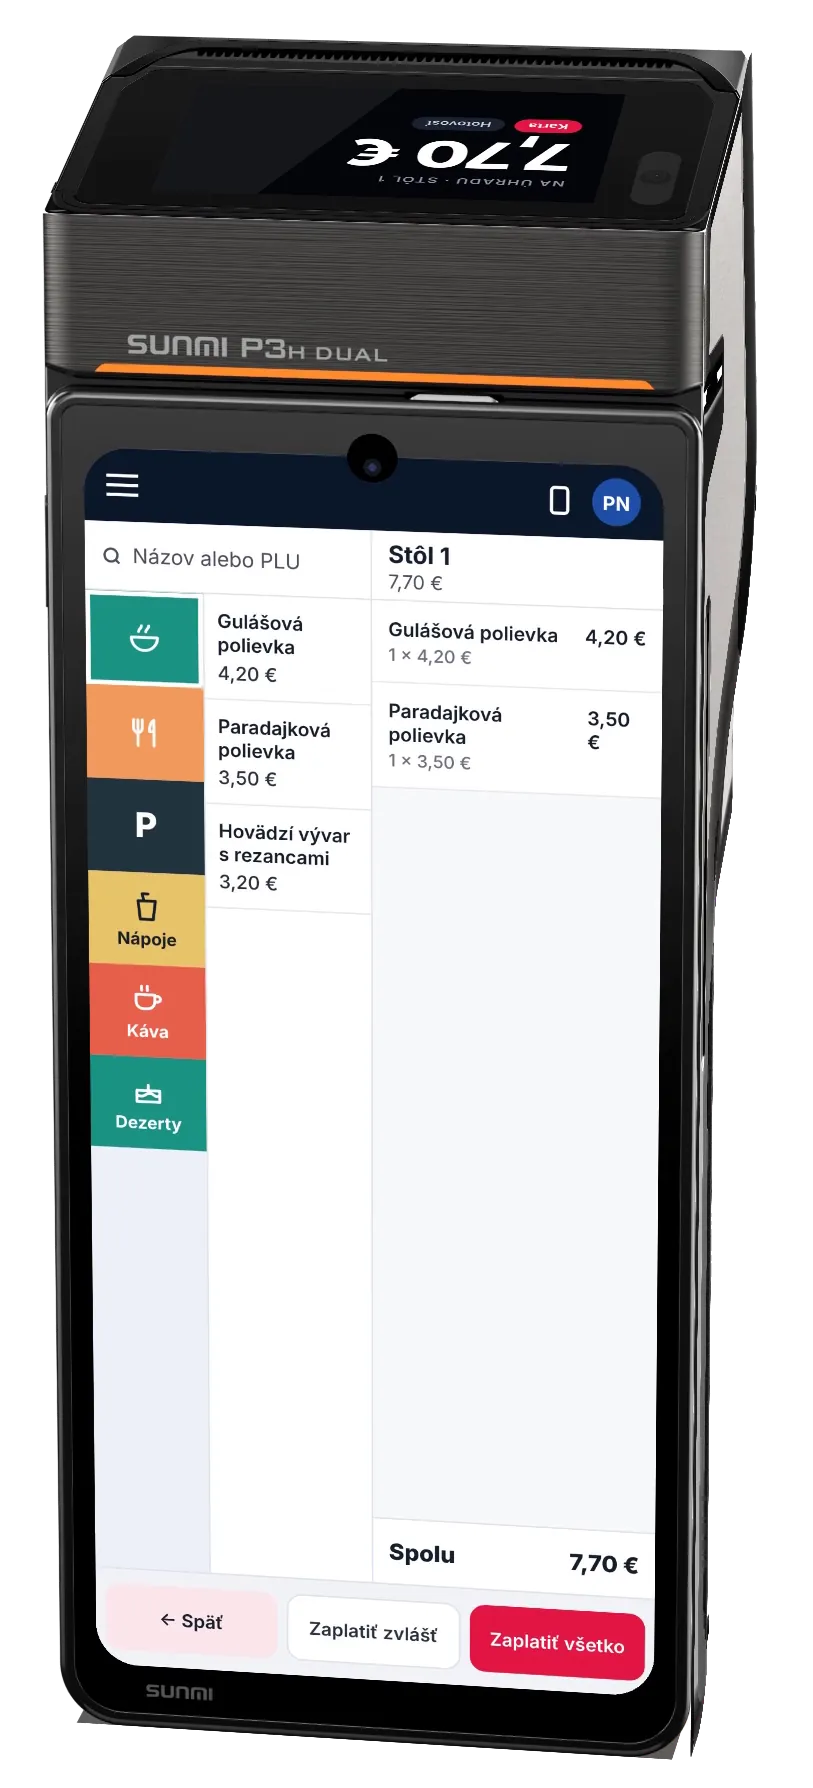 Karta
Hotovosť
7,70 €
NA ÚHRADU · STÔL 1
SUNMI P3H DUAL
PN
Názov alebo PLU
Stôl 1
7,70 €
Gulášová
polievka
4,20 €
Paradajková
polievka
3,50 €
Hovädzí vývar
s rezancami
3,20 €
P
Nápoje
Káva
Dezerty
Gulášová polievka
4,20 €
1 × 4,20 €
Paradajková
polievka
3,50
€
1 × 3,50 €
Spolu
7,70 €
← Späť
Zaplatiť zvlášť
Zaplatiť všetko
SUNMI